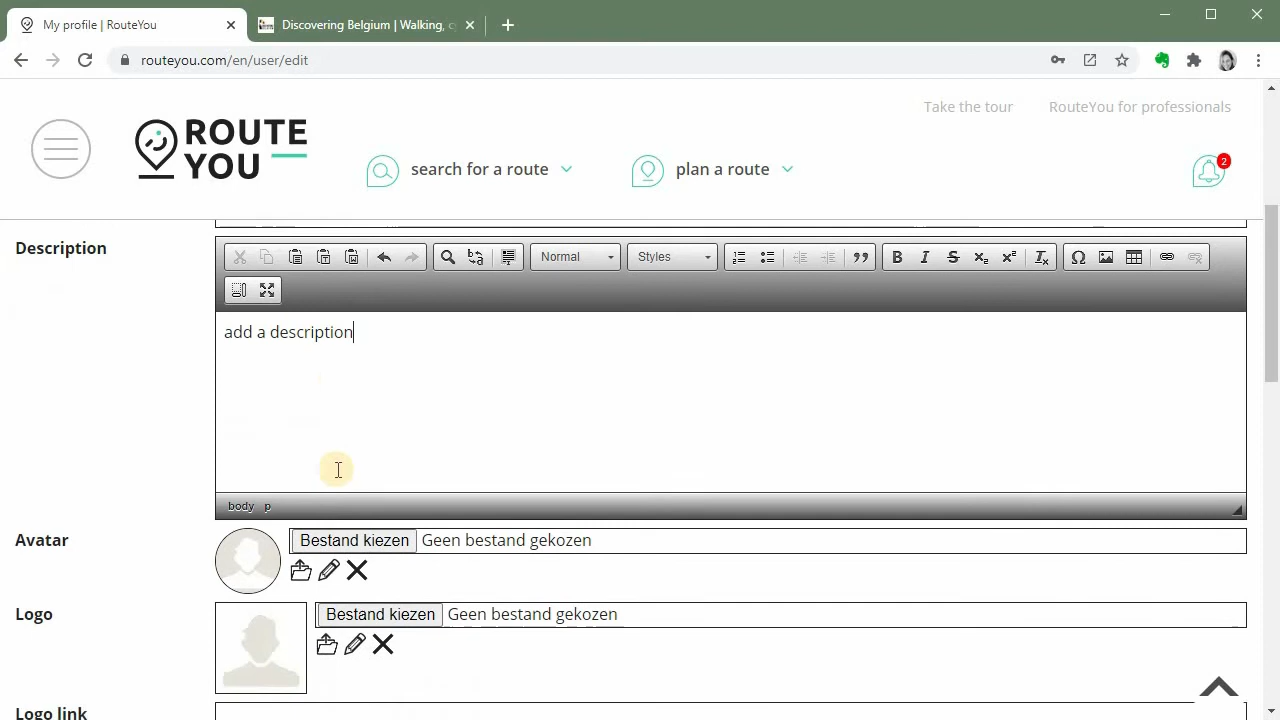 My profile | RouteYou
Discovering Belgium | Walking,
routeyou.com/en/user/edit
Take the tour
RouteYou for professionals
ROUTE
YOU
search for a route
plan a route
2
Description
Normal
Styles
add a description
body p
Avatar
Bestand kiezen Geen bestand gekozen
Logo
Bestand kiezen Geen bestand gekozen
Logo link